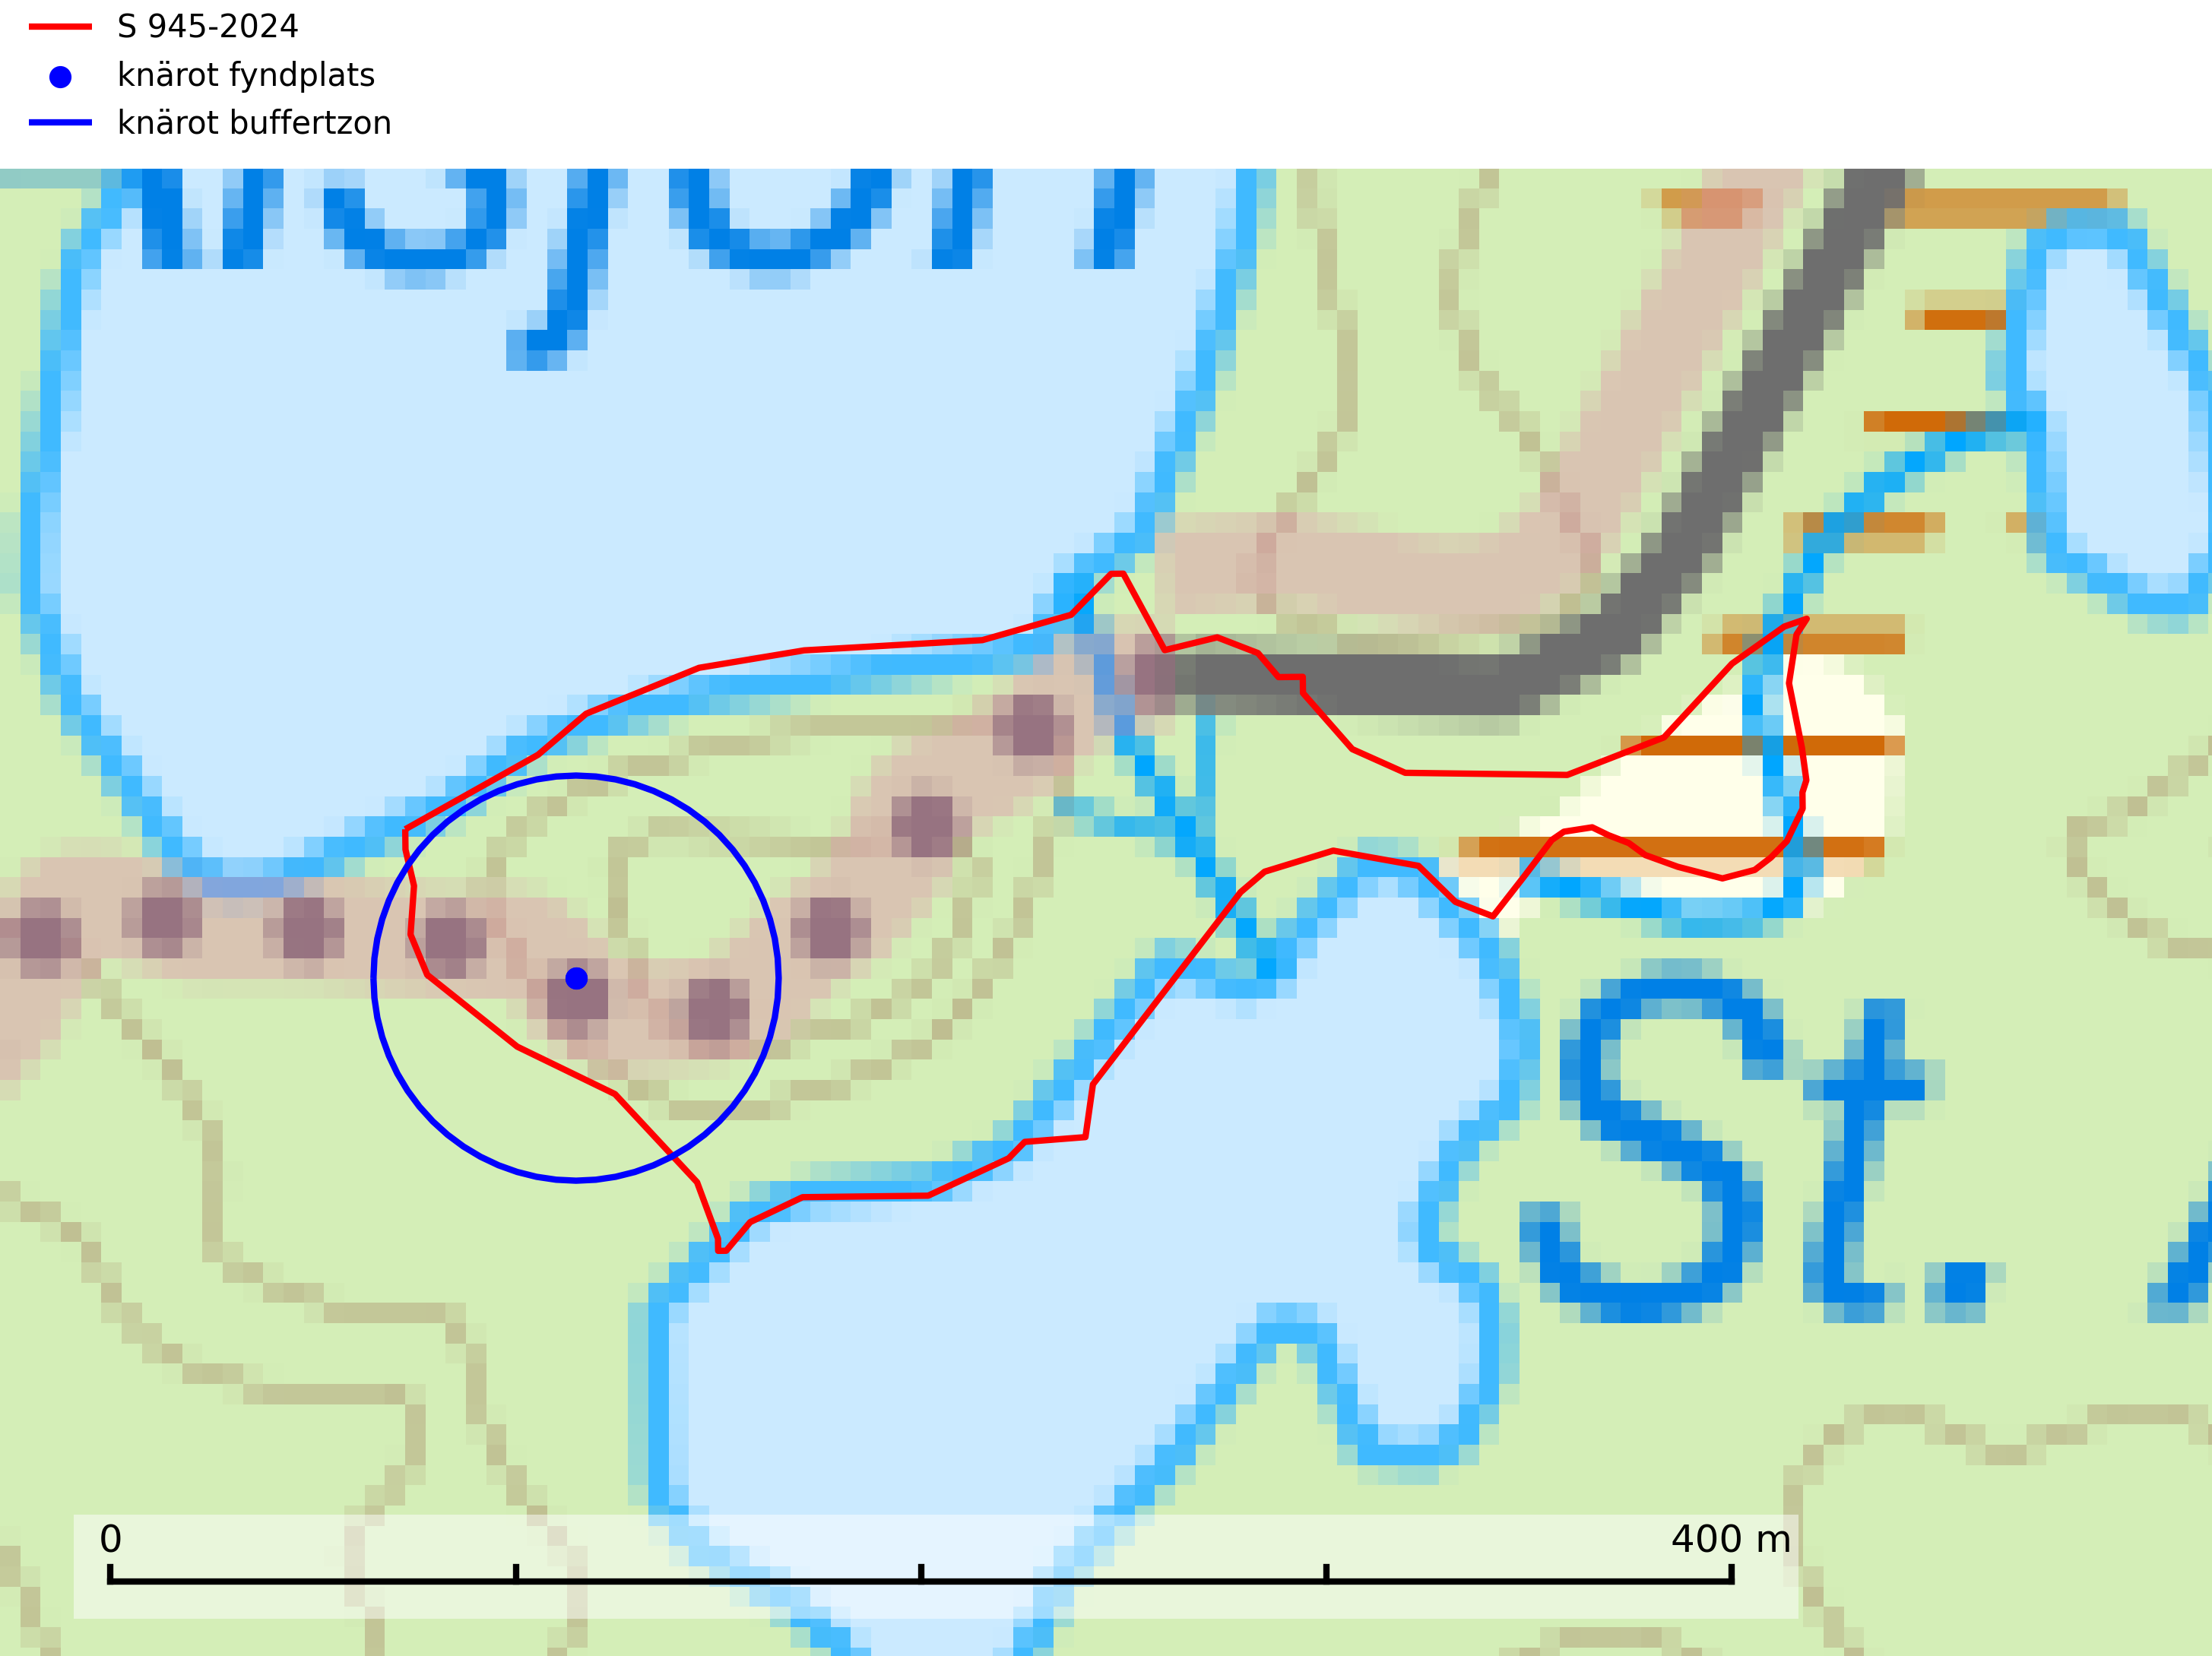 S 945-2024
knärot fyndplats
knärot buffertzon
St.
0 400 m